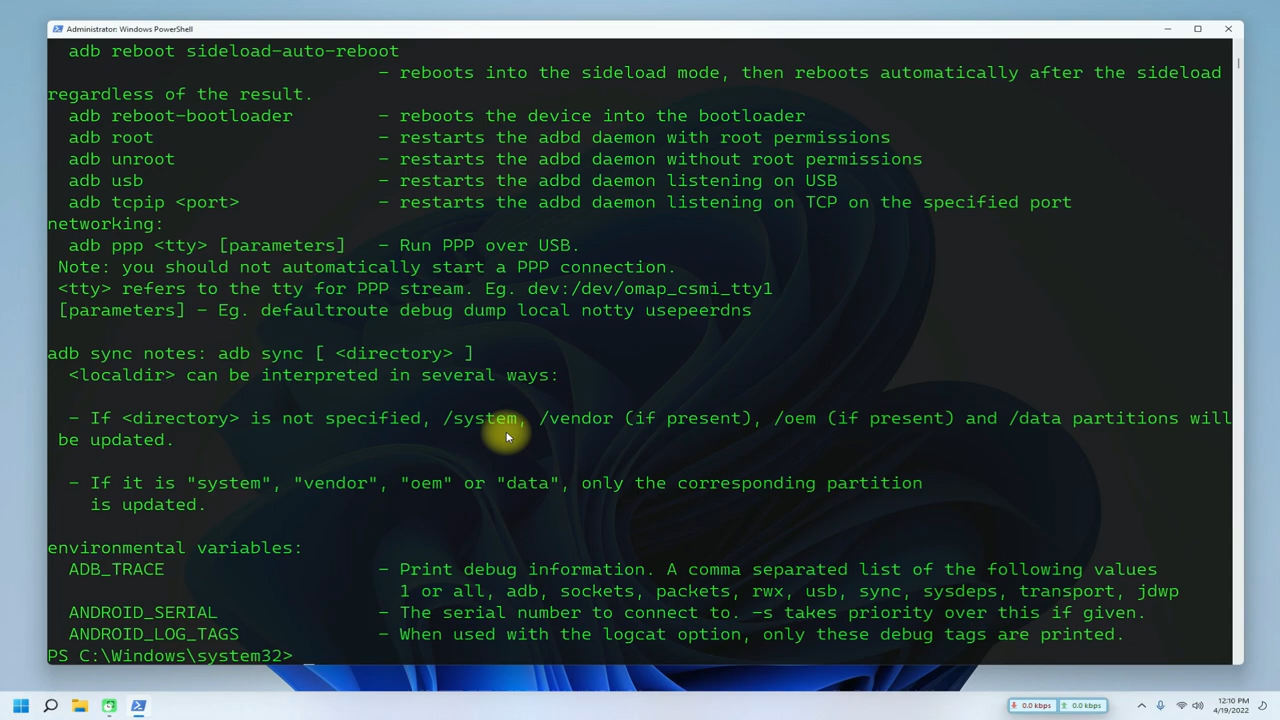 Administrator: Windows PowerShell
adb reboot sideload-auto-reboot
- reboots into the sideload mode, then reboots automatically after the sideload
regardless of the result.
adb reboot-bootloader - reboots the device into the bootloader
adb root - restarts the adbd daemon with root permissions
adb unroot - restarts the adbd daemon without root permissions
adb usb - restarts the adbd daemon listening on USB
adb tcpip <port> - restarts the adbd daemon listening on TCP on the specified port
networking:
adb ppp <tty> [parameters] - Run PPP over USB.
Note: you should not automatically start a PPP connection.
<tty> refers to the tty for PPP stream. Eg. dev:/dev/omap_csmi_tty1
[parameters] - Eg. defaultroute debug dump local notty usepeerdns
adb sync notes: adb sync [ <directory> ]
<localdir> can be interpreted in several ways:
- If <directory> is not specified, /system, /vendor (if present), /oem (if present) and /data partitions will
be updated.
- If it is "system", "vendor", "oem" or "data", only the corresponding partition
is updated.
environmental variables:
ADB_TRACE - Print debug information. A comma separated list of the following values
1 or all, adb, sockets, packets, rwx, usb, sync, sysdeps, transport, jdwp
ANDROID_SERIAL - The serial number to connect to. -s takes priority over this if given.
ANDROID_LOG_TAGS - When used with the logcat option, only these debug tags are printed.
PS C:\Windows\system32> _
0.0 kbps 0.0 kbps
12:10 PM
4/19/2022